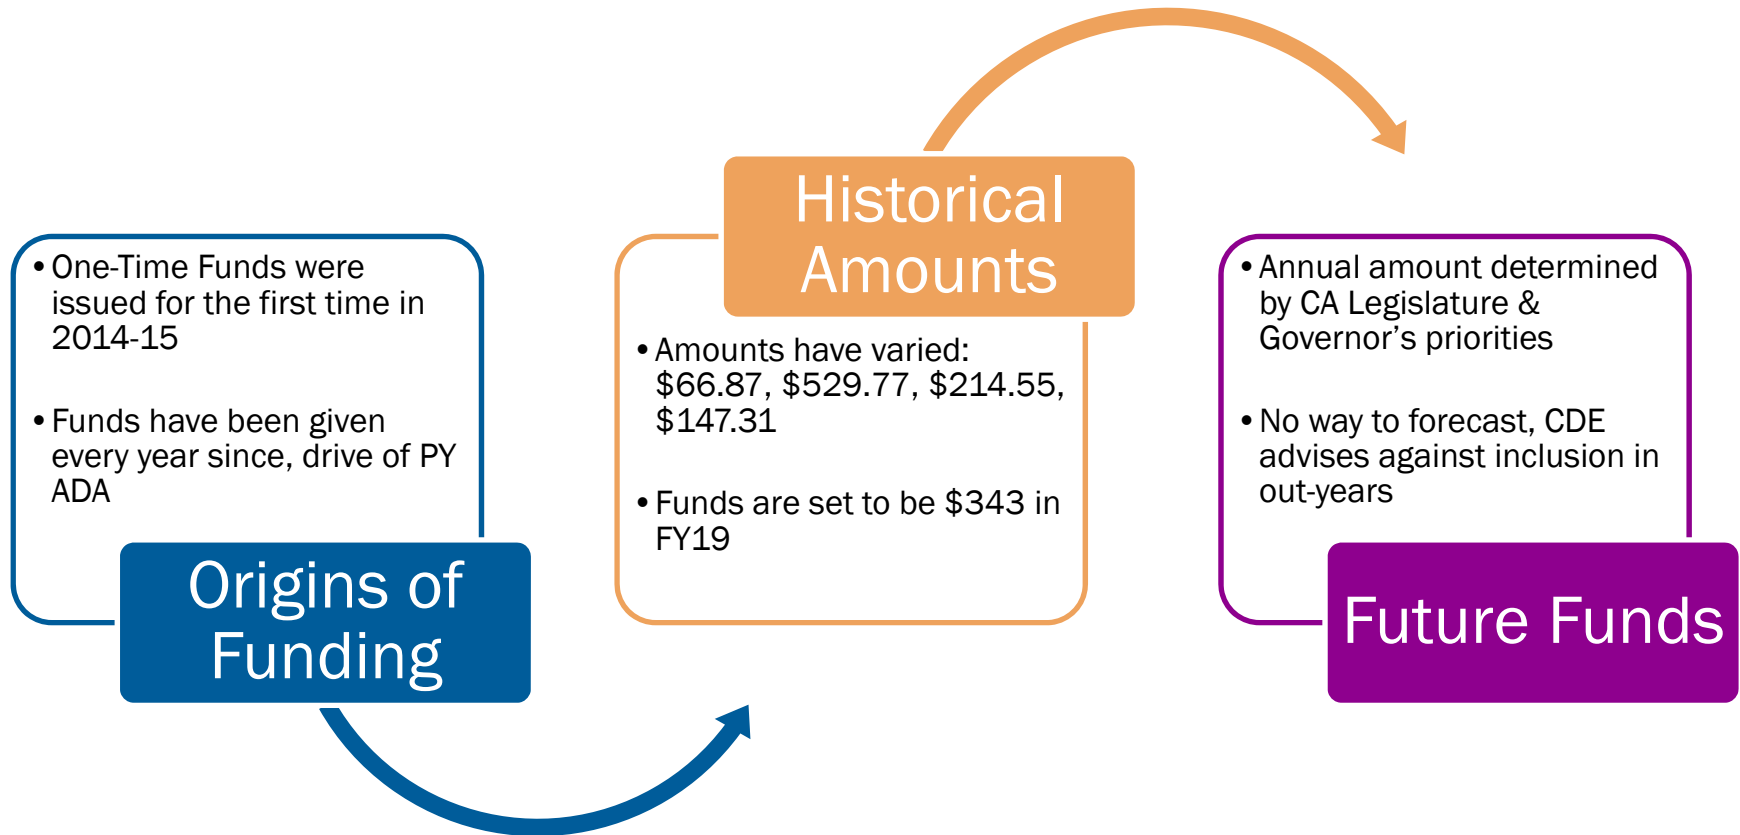 • One-Time Funds were
issued for the first time in
2014-15
• Funds have been given
every year since, drive of PY
ADA
Origins of
Funding
Historical
Amounts
• Amounts have varied:
$66.87, $529.77, $214.55,
$147.31
• Funds are set to be $343 in
FY19
• Annual amount determined
by CA Legislature &
Governor’s priorities
• No way to forecast, CDE
advises against inclusion in
out-years
Future Funds